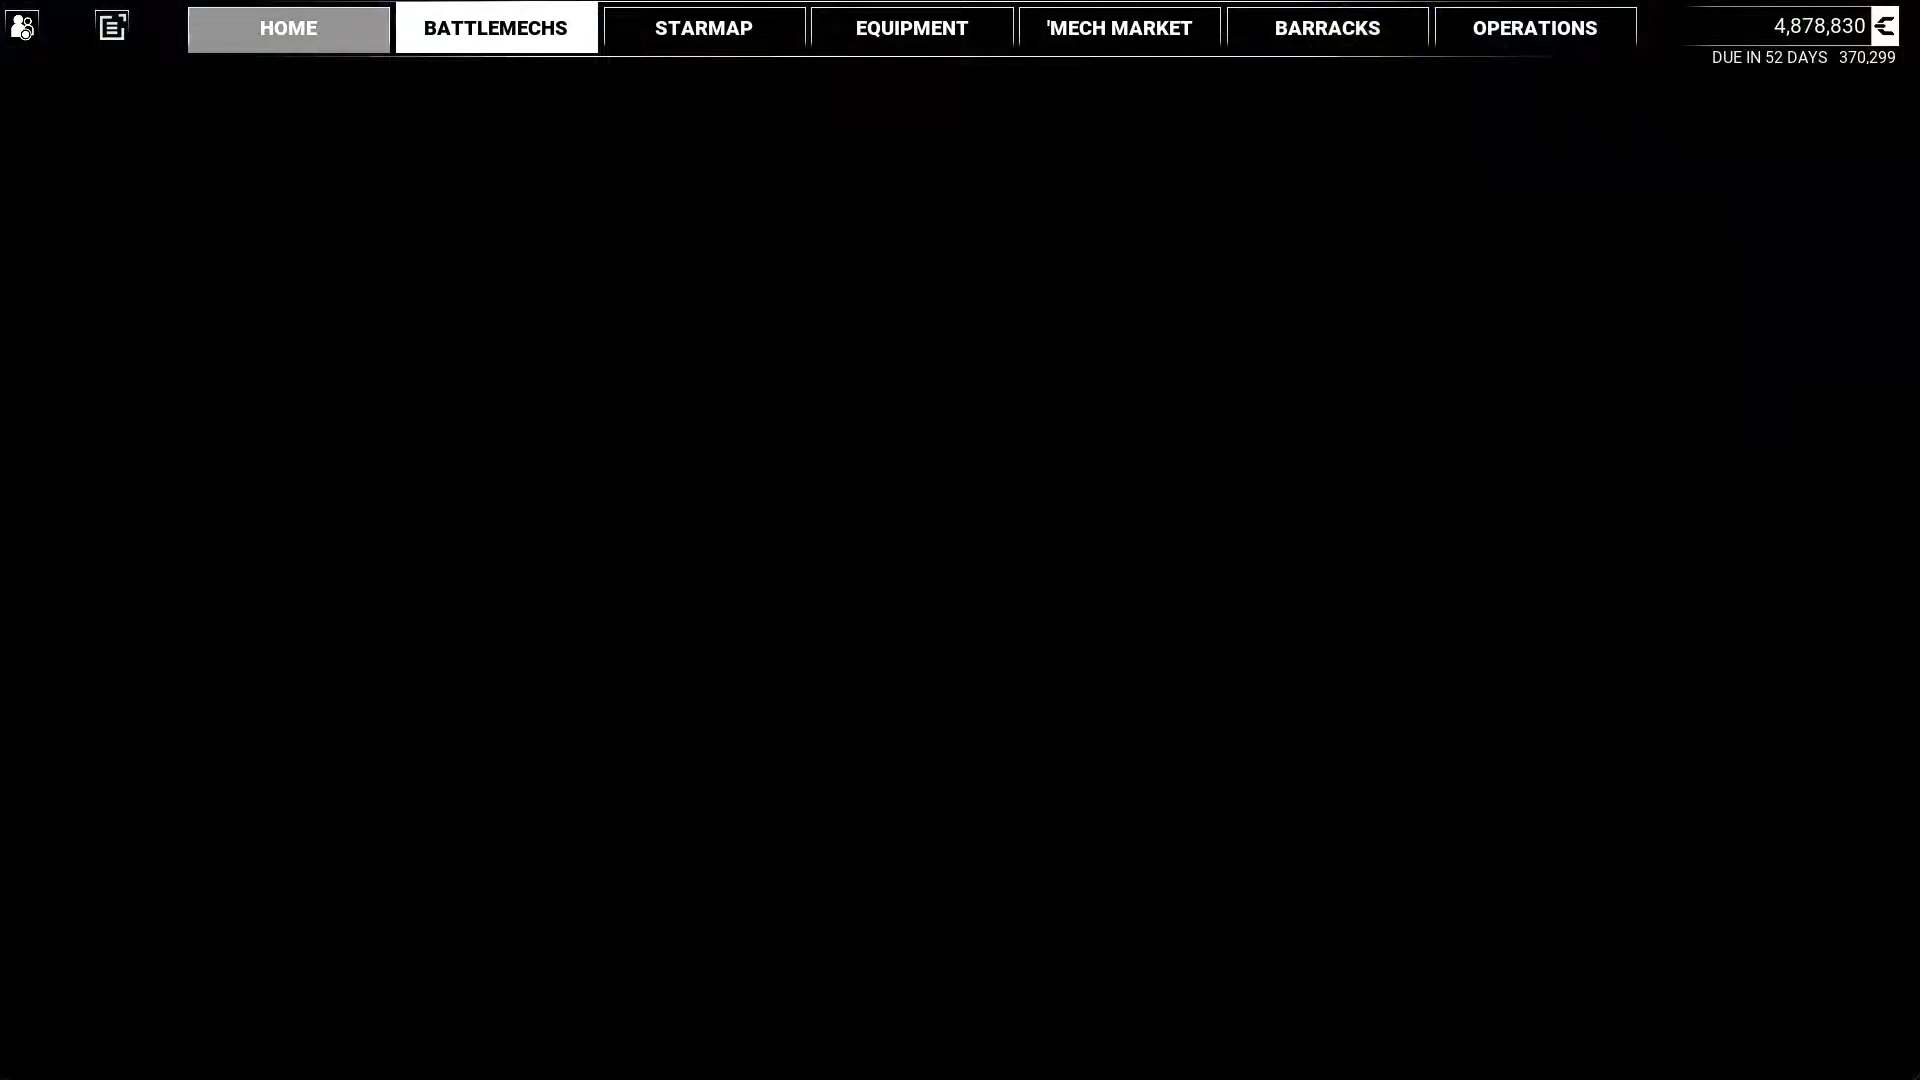 HOME
BATTLEMECHS
STARMAP
EQUIPMENT
'MECH MARKET
BARRACKS
OPERATIONS
4,878,830
DUE IN 52 DAYS 370,299